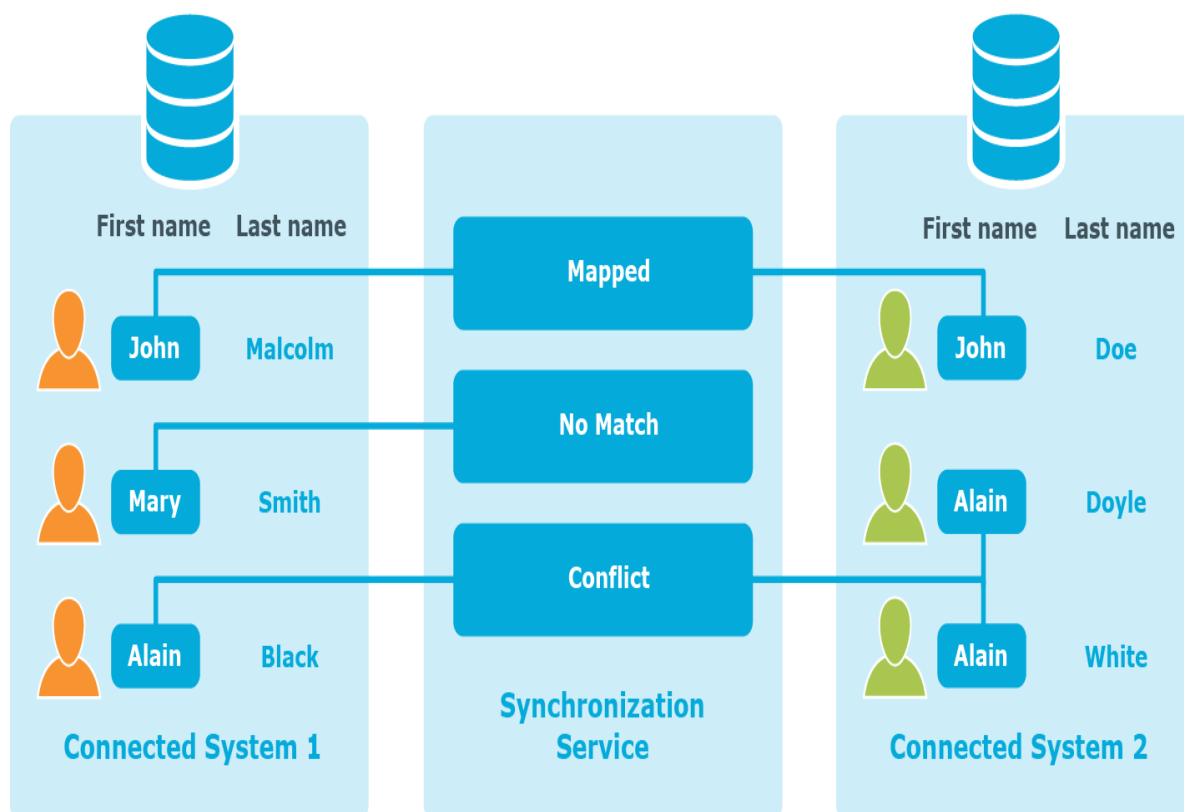 First name Last name
First name Last name
Mapped
John Malcolm
John Doe
No Match
Mary Smith
Alain Doyle
Conflict
Alain Black
Alain White
Synchronization
Service
Connected System 1
Connected System 2